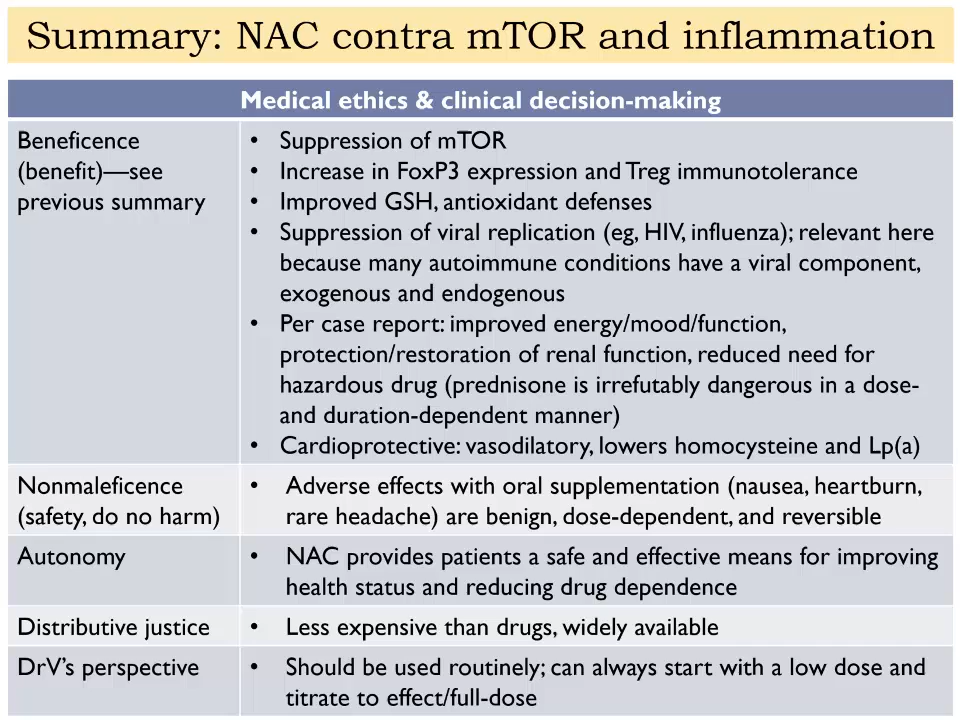 Summary: NAC contra mTOR and inflammation
Medical ethics & clinical decision-making
Beneficence
(benefit)—see
previous summary
• Suppression of mTOR
• Increase in FoxP3 expression and Treg immunotolerance
• Improved GSH, antioxidant defenses
• Suppression of viral replication (eg, HIV, influenza); relevant here
because many autoimmune conditions have a viral component,
exogenous and endogenous
• Per case report: improved energy/mood/function,
protection/restoration of renal function, reduced need for
hazardous drug (prednisone is irrefutably dangerous in a dose-
and duration-dependent manner)
• Cardioprotective: vasodilatory, lowers homocysteine and Lp(a)
Nonmaleficence
(safety, do no harm)
• Adverse effects with oral supplementation (nausea, heartburn,
rare headache) are benign, dose-dependent, and reversible
Autonomy
• NAC provides patients a safe and effective means for improving
health status and reducing drug dependence
Distributive justice
• Less expensive than drugs, widely available
DrV's perspective
• Should be used routinely; can always start with a low dose and
titrate to effect/full-dose